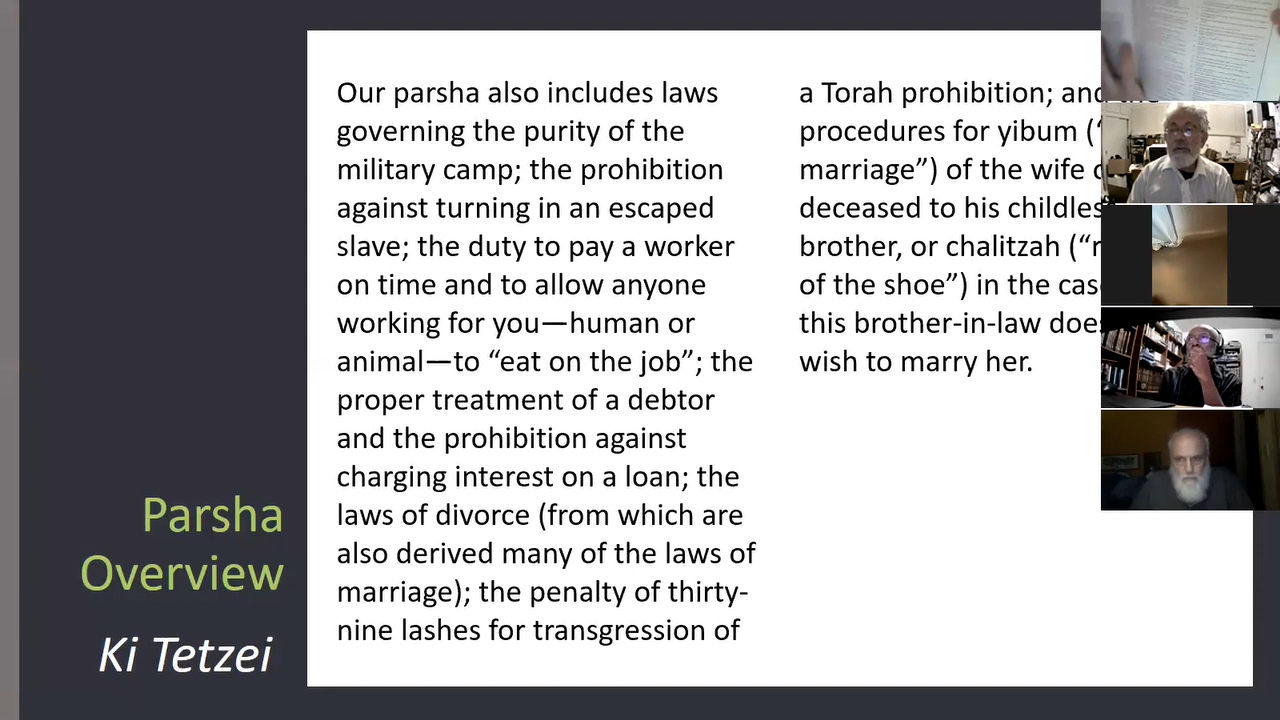 Parsha
Overview
Ki Tetzei
Our parsha also includes laws
governing the purity of the
military camp; the prohibition
against turning in an escaped
slave; the duty to pay a worker
on time and to allow anyone
working for you—human or
animal—to “eat on the job”; the
proper treatment of a debtor
and the prohibition against
charging interest on a loan; the
laws of divorce (from which are
also derived many of the laws of
marriage); the penalty of thirty-
nine lashes for transgression of
a Torah prohibition; and the
procedures for yibum (
marriage”) of the wife
deceased to his
brother, or chalitzah (
of the shoe”) in the
this brother-in-law
wish to marry her.